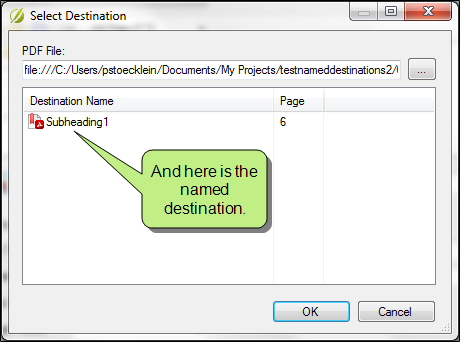 Select Destination
PDF File:
file:///C:/Users/pstoecklein/Documents/My Projects/testnameddestinations2/
...
Destination Name Page
Subheading1 6
And here is the
named
destination.
OK Cancel